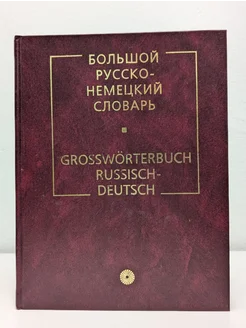 БОЛЬШОЙ
РУССКО-
НЕМЕЦКИЙ
СЛОВАРЬ
GROSSWÖRTERBUCH
RUSSISCH-
DEUTSCH